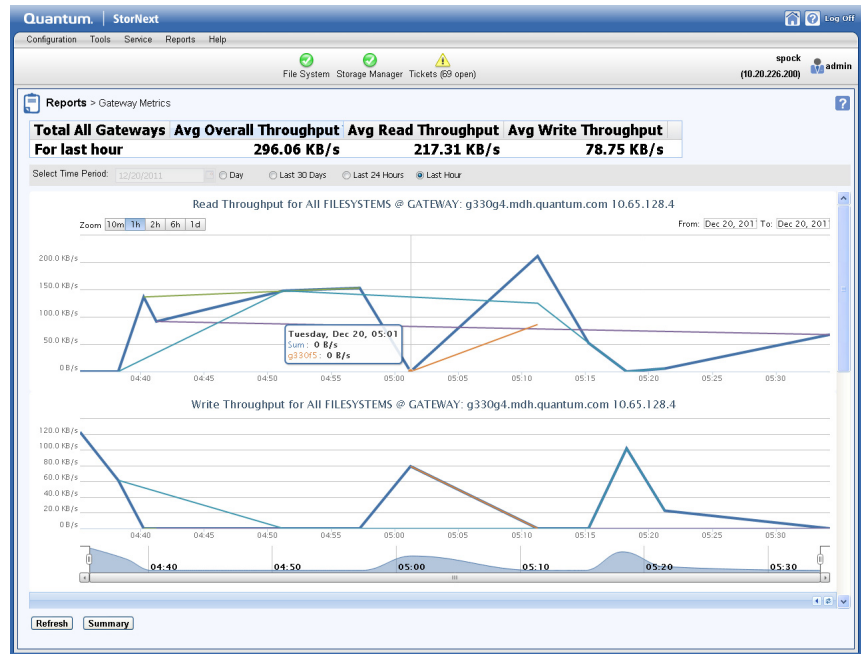 Quantum. | StorNext
Log Off
Configuration Tools Service Reports Help
File System Storage Manager Tickets (69 open)
spock
(10.20.226.200)
admin
Reports > Gateway Metrics
?
Total All Gateways Avg Overall Throughput Avg Read Throughput Avg Write Throughput
For last hour 296.06 KB/s 217.31 KB/s 78.75 KB/s
Select Time Period: 12/20/2011 Day Last 30 Days Last 24 Hours Last Hour
Read Throughput for All FILESYSTEMS @ GATEWAY: g330g4.mdh.quantum.com 10.65.128.4
Zoom 10m 1h 2h 6h 1d From: Dec 20, 201 To: Dec 20, 201
200.0 KB/s
150.0 KB/s
100.0 KB/s
50.0 KB/s
0 B/s
Tuesday, Dec 20, 05:01
Sum : 0 B/s
g330f5 : 0 B/s
04:40 04:45 04:50 04:55 05:00 05:05 05:10 05:15 05:20 05:25 05:30
Write Throughput for All FILESYSTEMS @ GATEWAY: g330g4.mdh.quantum.com 10.65.128.4
120.0 KB/s
100.0 KB/s
80.0 KB/s
60.0 KB/s
40.0 KB/s
20.0 KB/s
0 B/s
04:40 04:45 04:50 04:55 05:00 05:05 05:10 05:15 05:20 05:25 05:30
04:40 04:50 05:00 05:10 05:20 05:30
Refresh Summary